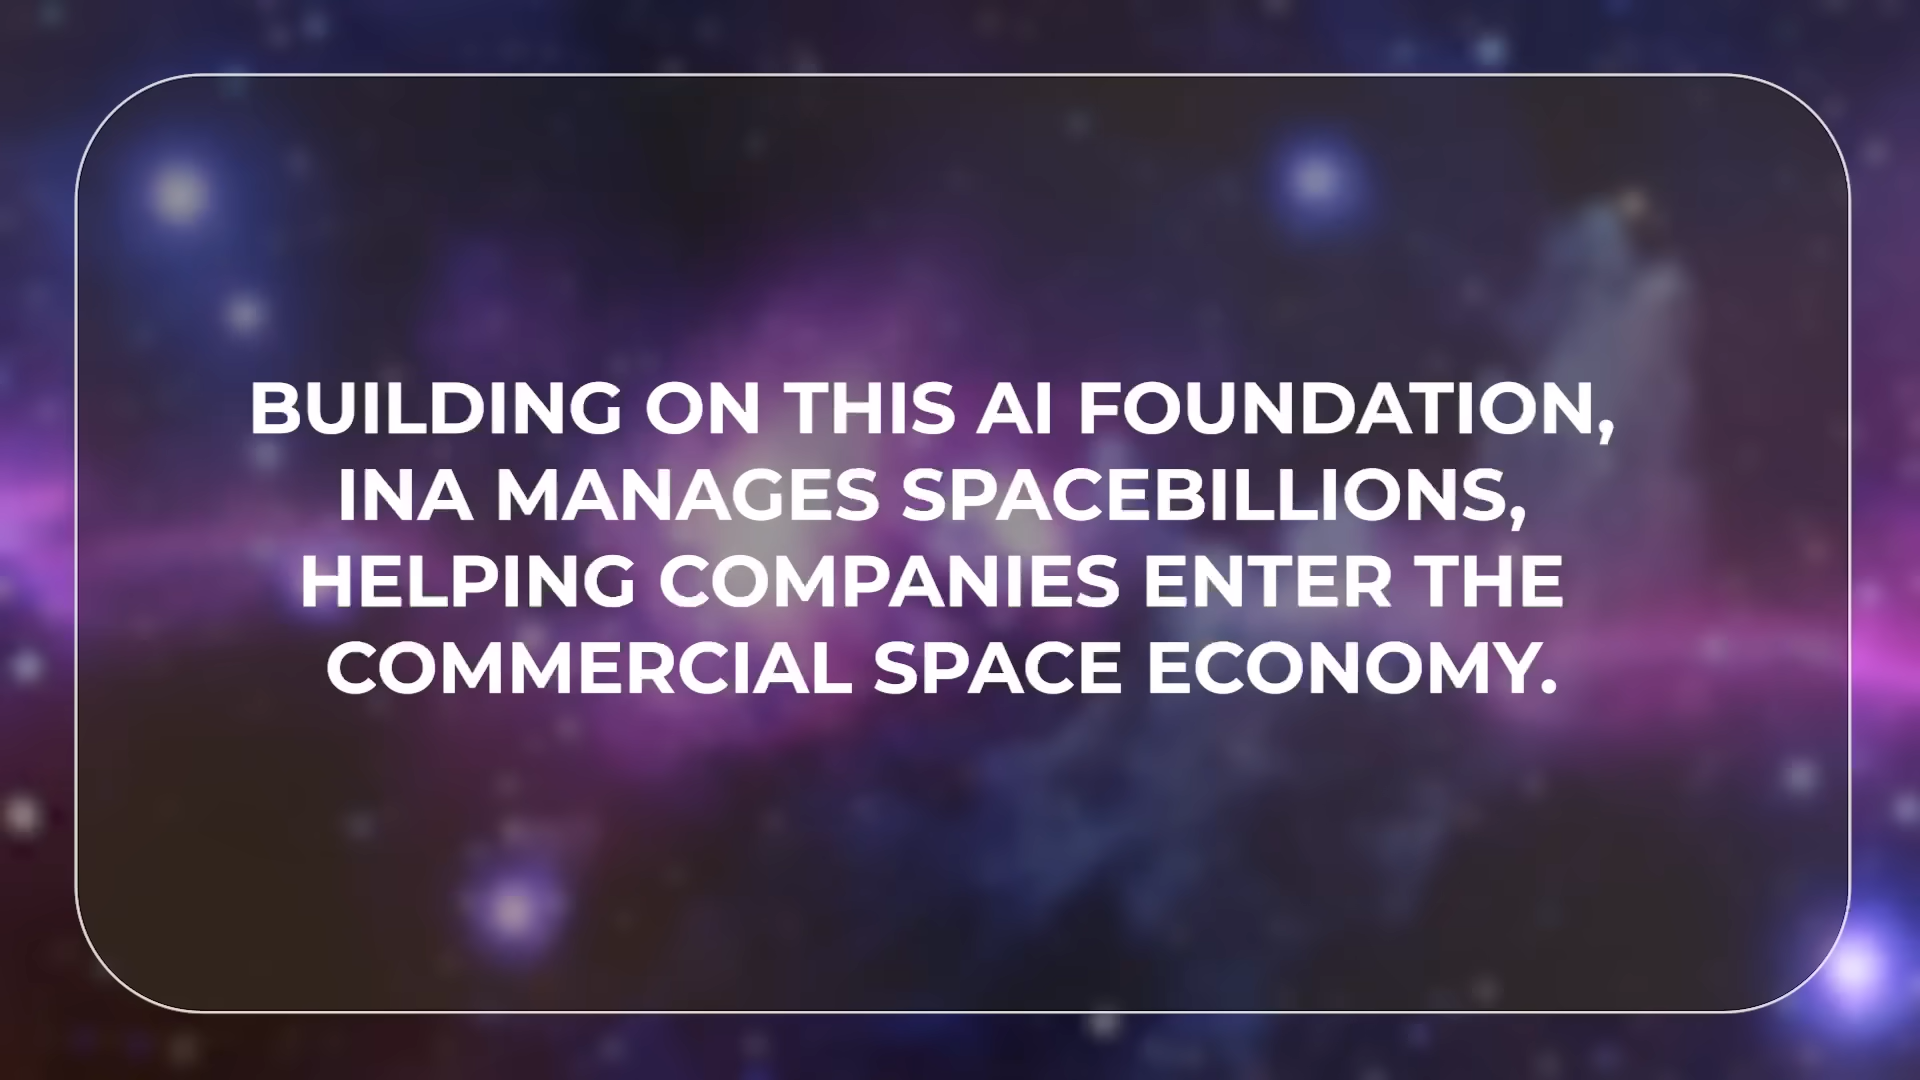 BUILDING ON THIS AI FOUNDATION,
INA MANAGES SPACEBILLIONS,
HELPING COMPANIES ENTER THE
COMMERCIAL SPACE ECONOMY.